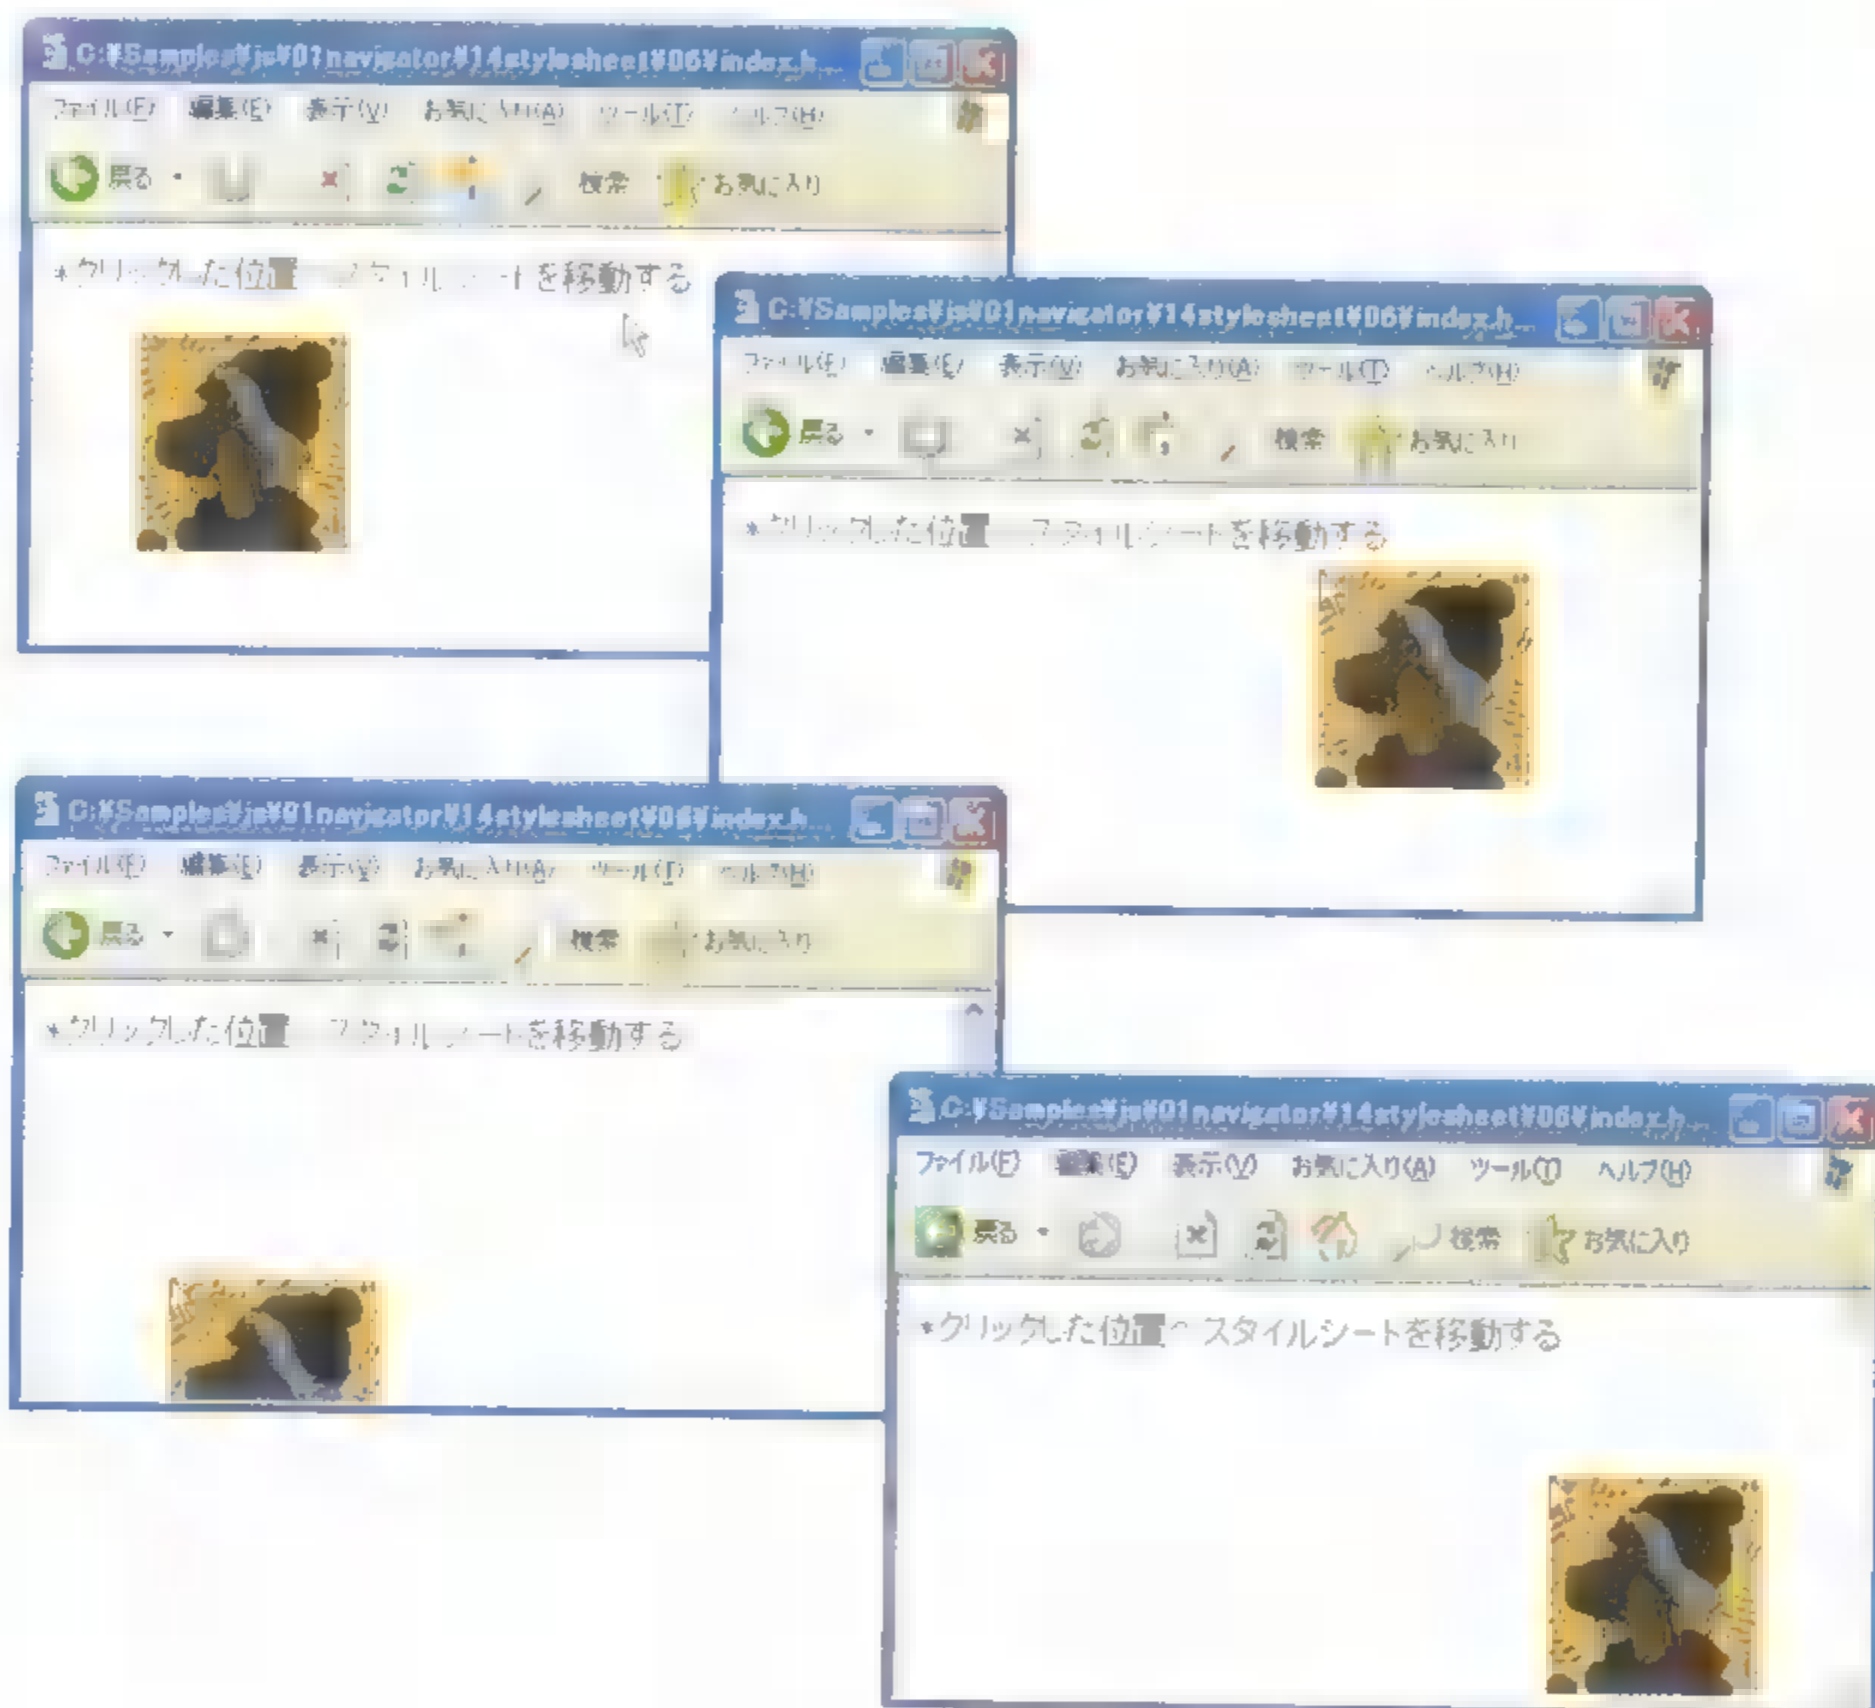 C:¥Samples¥js¥01navigator¥14stylesheet¥06¥index.h...
ファイル(F) 編集(E) 表示(V) お気に入り(A) ツール(T) ヘルプ(H)
戻る 検索 お気に入り
*クリックした位置へスタイルシートを移動する
C:¥Samples¥js¥01navigator¥14stylesheet¥06¥index.h...
ファイル(F) 編集(E) 表示(V) お気に入り(A) ツール(T) ヘルプ(H)
戻る 検索 お気に入り
*クリックした位置へスタイルシートを移動する
C:¥Samples¥js¥01navigator¥14stylesheet¥06¥index.h...
ファイル(F) 編集(E) 表示(V) お気に入り(A) ツール(T) ヘルプ(H)
戻る 検索 お気に入り
*クリックした位置へスタイルシートを移動する
C:¥Samples¥js¥01navigator¥14stylesheet¥06¥index.h...
ファイル(F) 編集(E) 表示(V) お気に入り(A) ツール(T) ヘルプ(H)
戻る 検索 お気に入り
*クリックした位置へスタイルシートを移動する